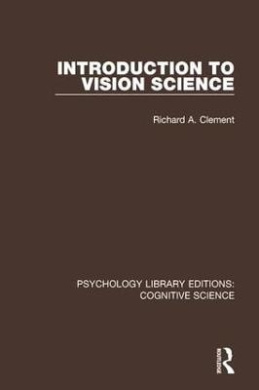 INTRODUCTION TO
VISION SCIENCE
Richard A. Clement
PSYCHOLOGY LIBRARY EDITIONS:
COGNITIVE SCIENCE
ROUTLEDGE